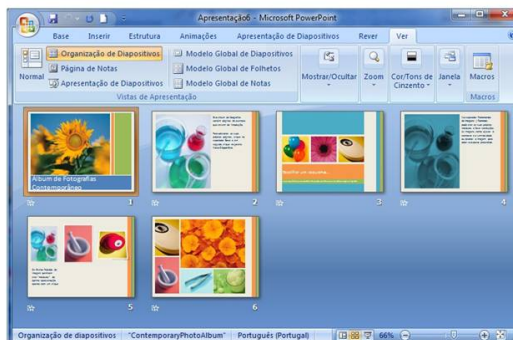 Apresentação6 - Microsoft PowerPoint
Base Inserir Estrutura Animações Apresentação de Diapositivos Rever Ver
Normal
Organização de Diapositivos
Página de Notas
Apresentação de Diapositivos
Modelo Global de Diapositivos
Modelo Global de Folhetos
Modelo Global de Notas
Vistas de Apresentação
Mostrar/Ocultar
Zoom
Cor/Tons de
Cinzento
Janela
Macros
Macros
Álbum de Fotografias
Contemporâneo
1
2
3
4
5
6
Organização de diapositivos "ContemporaryPhotoAlbum" Português (Portugal) 66%